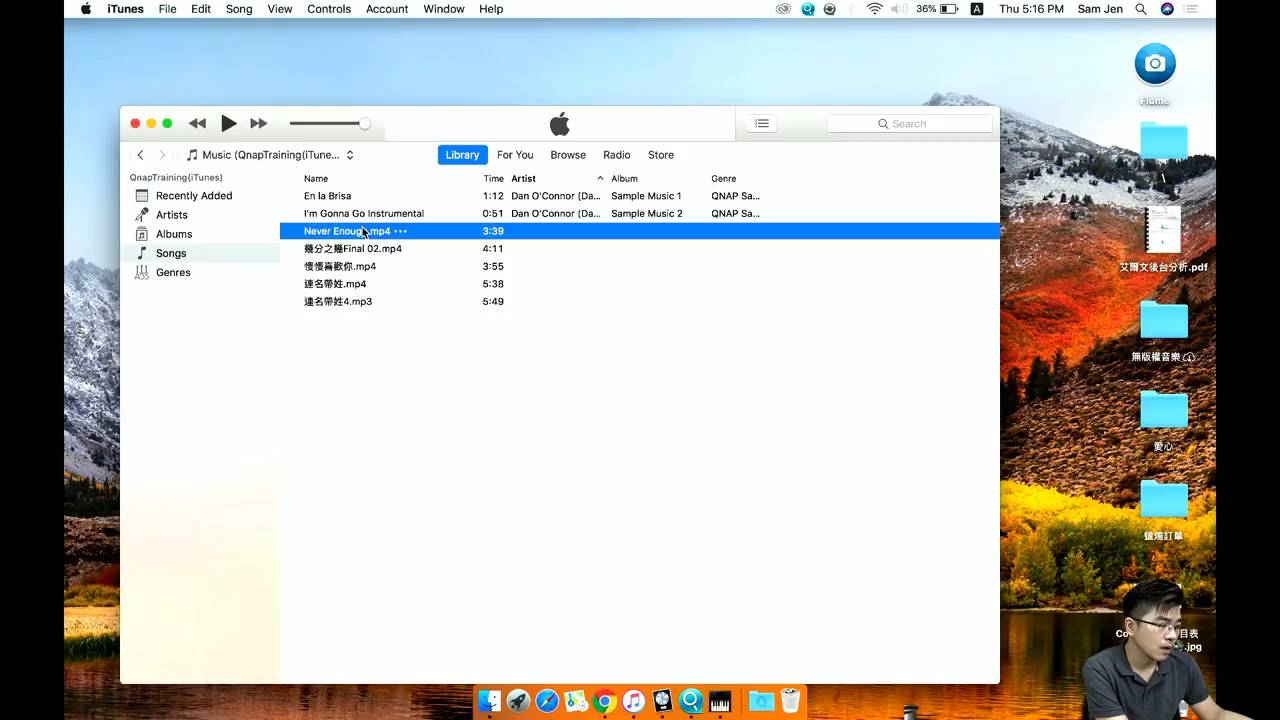 iTunes File Edit Song View Controls Account Window Help 36% A Thu 5:16 PM Sam Jen
Flume
Search
Music (QnapTraining(iTune... Library For You Browse Radio Store
QnapTraining(iTunes)
Recently Added
Artists
Albums
Songs
Genres
Name Time Artist Album Genre
En la Brisa 1:12 Dan O'Connor (Da... Sample Music 1 QNAP Sa...
I'm Gonna Go Instrumental 0:51 Dan O'Connor (Da... Sample Music 2 QNAP Sa...
Never Enough.mp4 ••• 3:39
幾分之幾Final 02.mp4 4:11
慢慢喜歡你.mp4 3:55
連名帶姓.mp4 5:38
連名帶姓4.mp3 5:49
\
艾爾文後台分析.pdf
無版權音樂
愛心
蠟燭訂單
Co 目表
.jpg